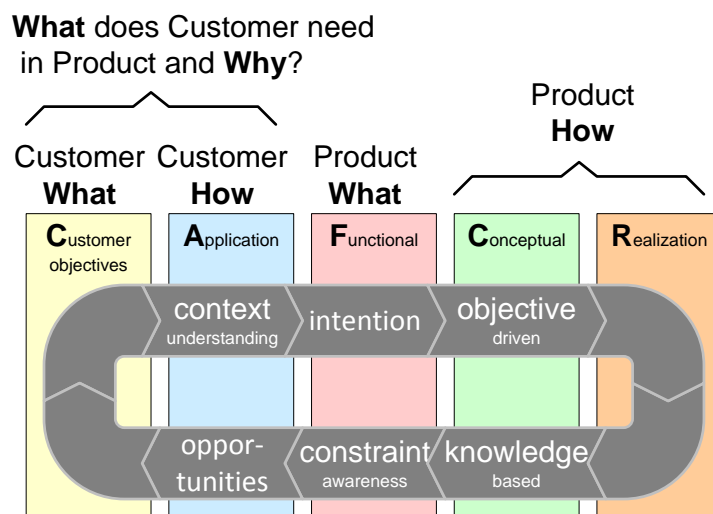 What does Customer need
in Product and Why?
Product
How
Customer
What
Customer
How
Product
What
Customer
objectives
Application
Functional
Conceptual
Realization
context
understanding
intention
objective
driven
oppor-
tunities
constraint
awareness
knowledge
based